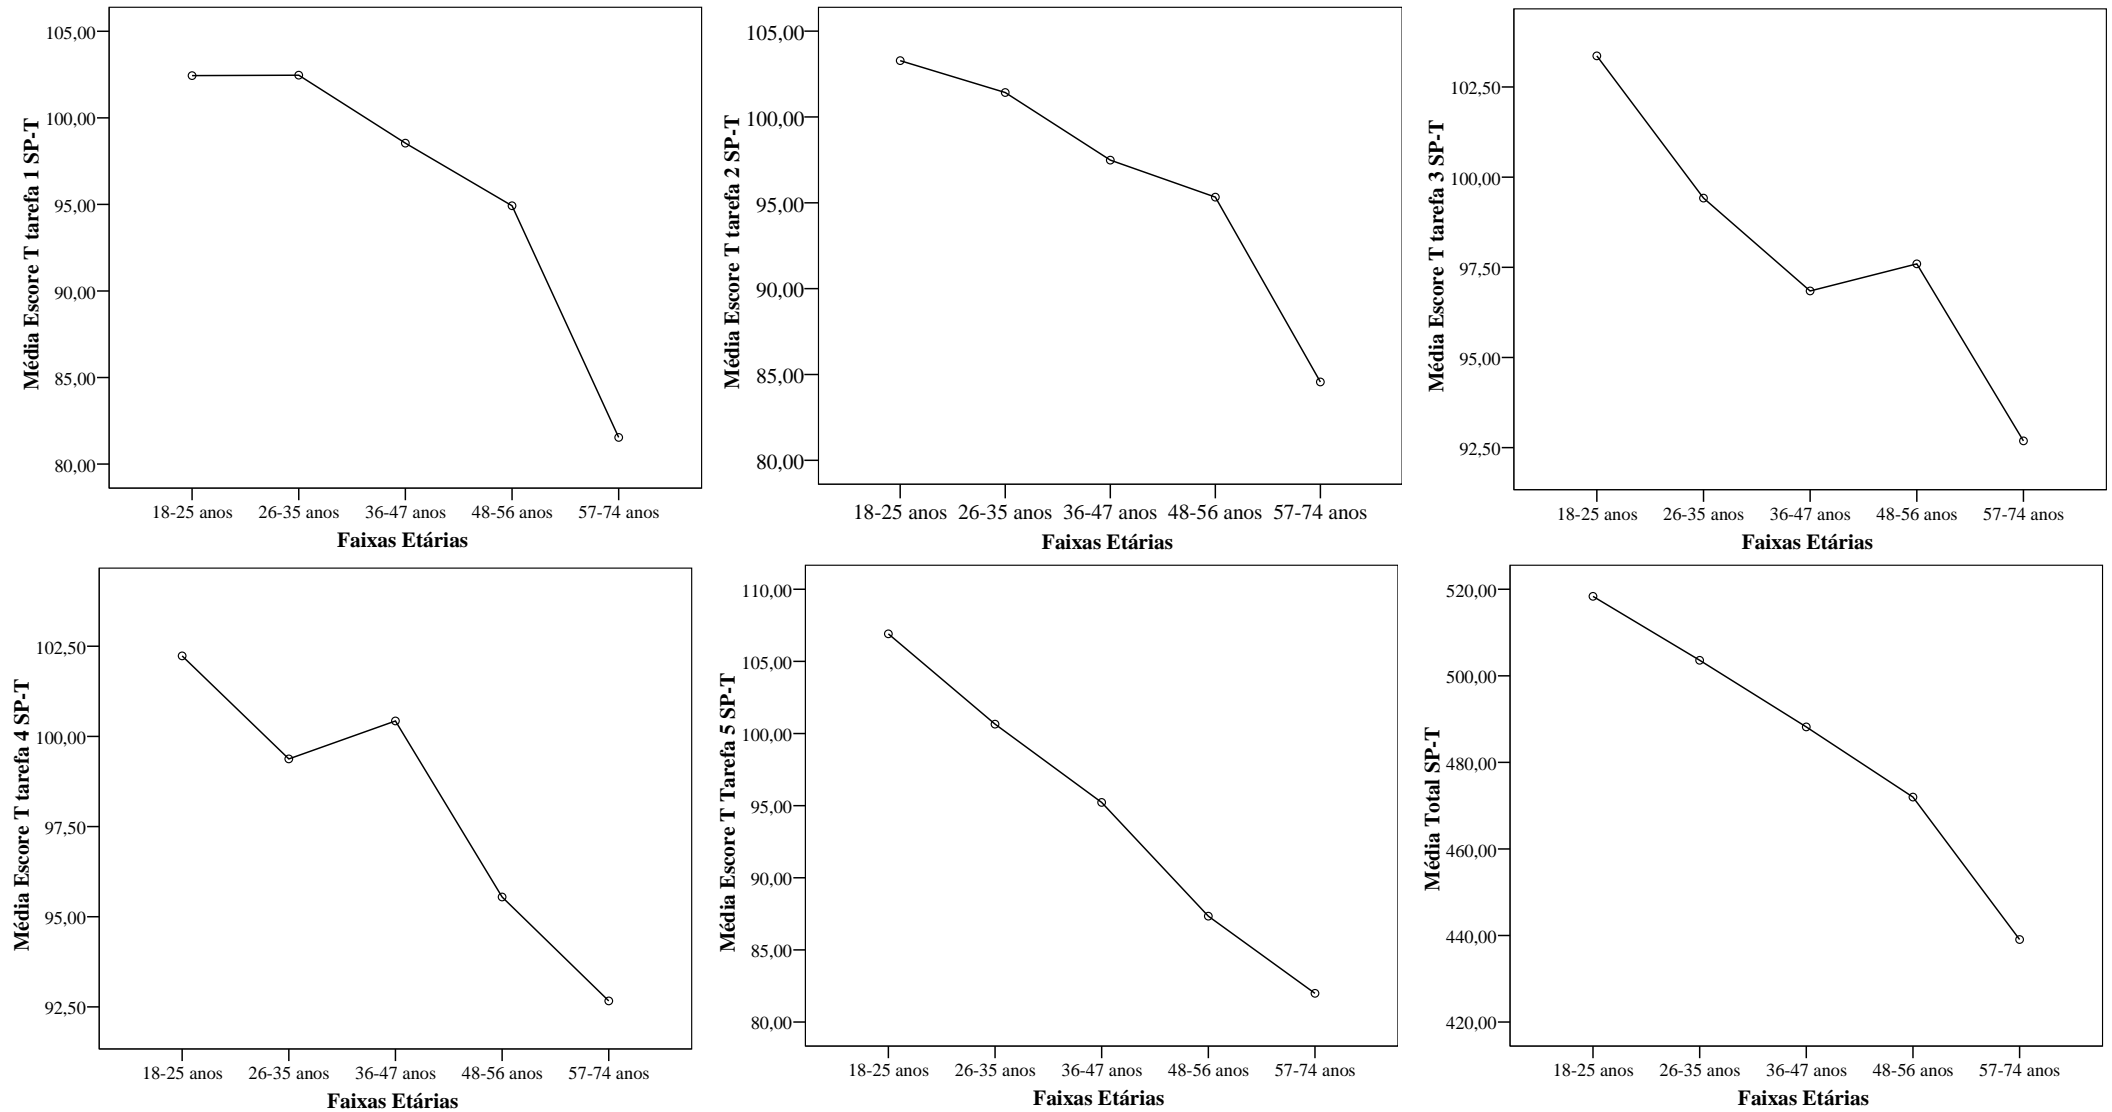 Média Escore T tarefa 1 SP-T
105,00
100,00
95,00
90,00
85,00
80,00
18-25 anos 26-35 anos 36-47 anos 48-56 anos 57-74 anos
Faixas Etárias
Média Escore T tarefa 2 SP-T
105,00
100,00
95,00
90,00
85,00
80,00
18-25 anos 26-35 anos 36-47 anos 48-56 anos 57-74 anos
Faixas Etárias
Média Escore T tarefa 3 SP-T
102,50
100,00
97,50
95,00
92,50
18-25 anos 26-35 anos 36-47 anos 48-56 anos 57-74 anos
Faixas Etárias
Média Escore T tarefa 4 SP-T
102,50
100,00
97,50
95,00
92,50
18-25 anos 26-35 anos 36-47 anos 48-56 anos 57-74 anos
Faixas Etárias
Média Escore T Tarefa 5 SP-T
110,00
105,00
100,00
95,00
90,00
85,00
80,00
18-25 anos 26-35 anos 36-47 anos 48-56 anos 57-74 anos
Faixas Etárias
Média Total SP-T
520,00
500,00
480,00
460,00
440,00
420,00
18-25 anos 26-35 anos 36-47 anos 48-56 anos 57-74 anos
Faixas Etárias